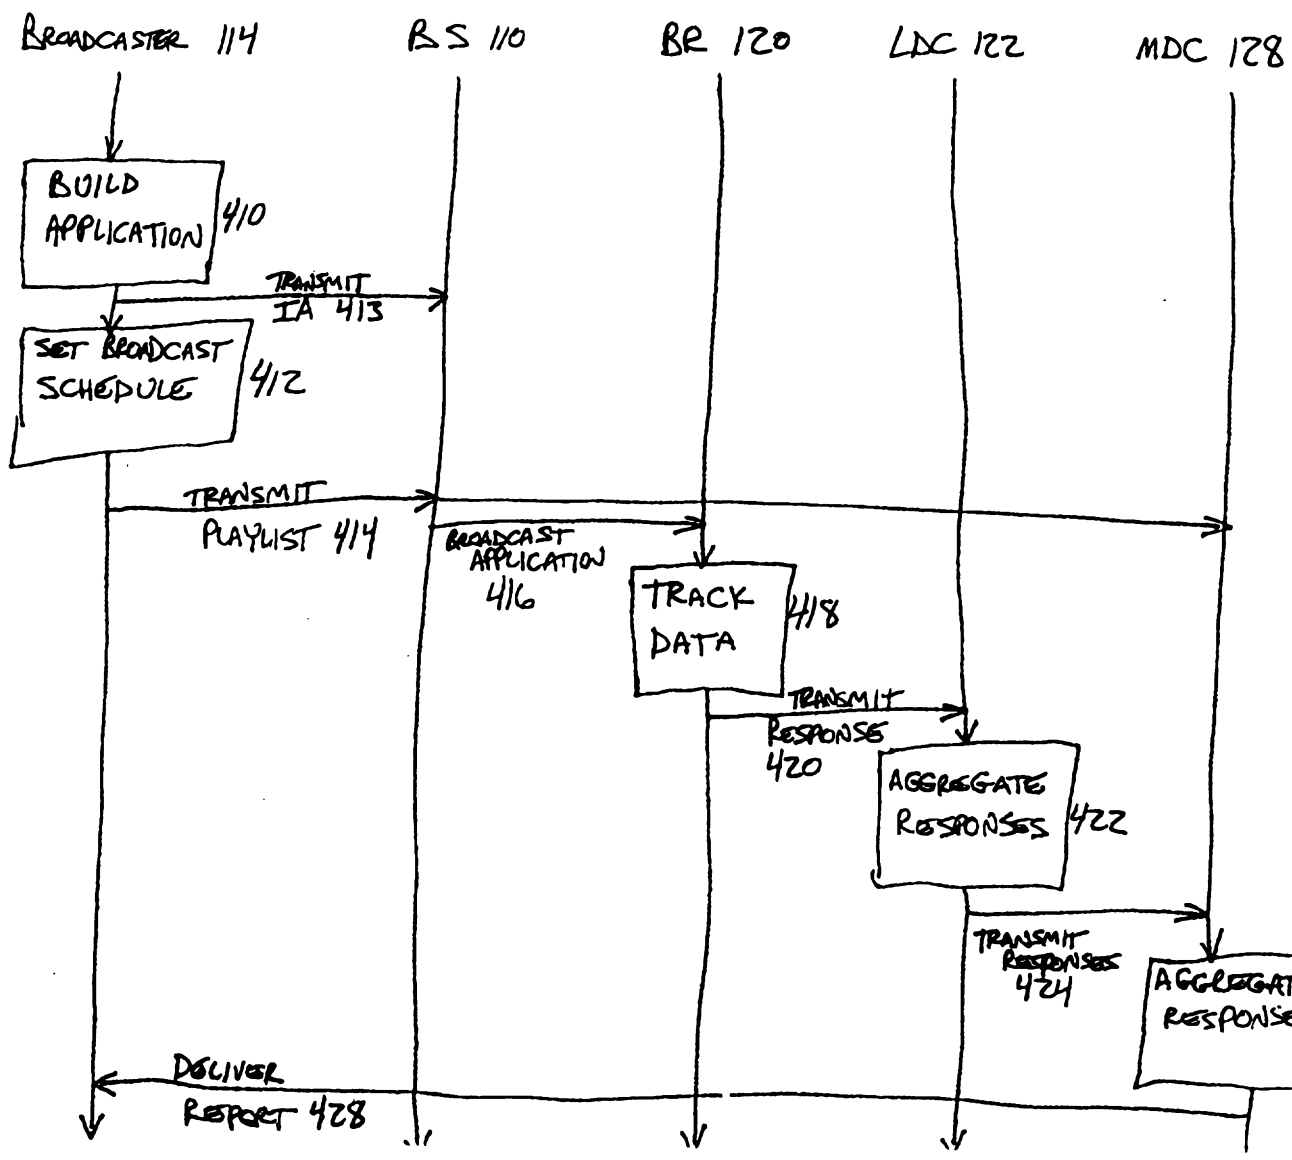 BROADCASTER 114
BS 110
BR 120
LDC 122
MDC 128
BUILD
APPLICATION
410
TRANSMIT
IA 413
SET BROADCAST
SCHEDULE
412
TRANSMIT
PLAYLIST 414
BROADCAST
APPLICATION
416
TRACK
DATA
418
TRANSMIT
RESPONSE
420
AGGREGATE
RESPONSES
422
TRANSMIT
RESPONSES
424
AGGREGAT
RESPONSE
DELIVER
REPORT 428